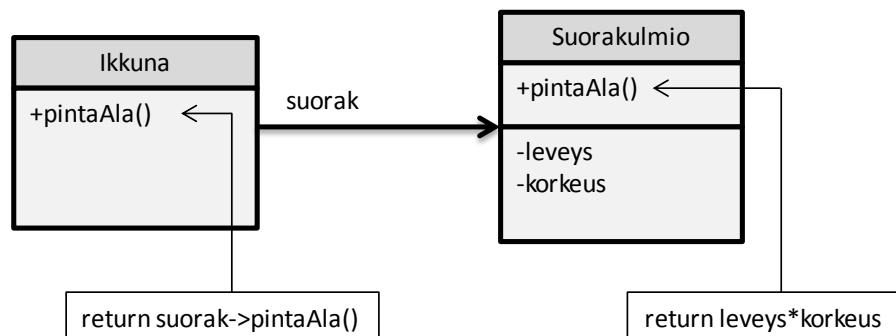 Ikkuna
+pintaAla()
suorak
Suorakulmio
+pintaAla()
-leveys
-korkeus
return suorak->pintaAla()
return leveys*korkeus